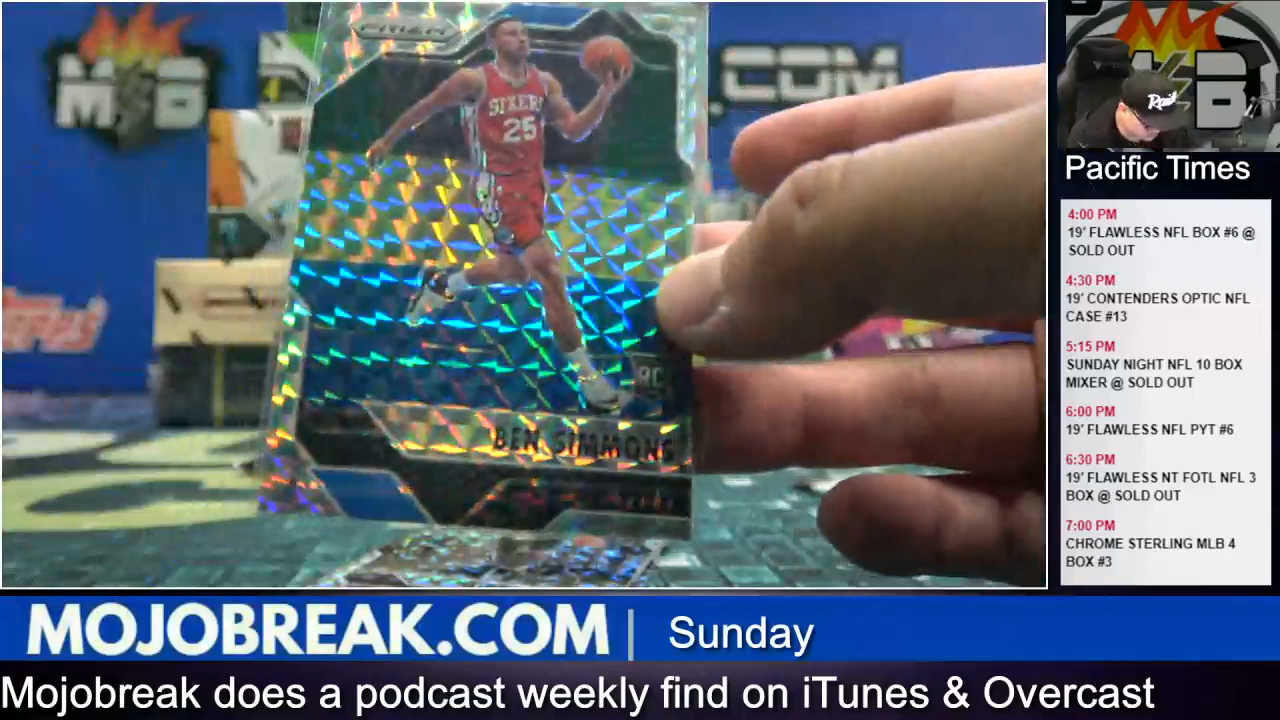 PRIZM
M B
.COM
SIXERS
25
RC
BEN SIMMONS
Topps
Rail
B
Pacific Times
4:00 PM
19' FLAWLESS NFL BOX #6 @
SOLD OUT
4:30 PM
19' CONTENDERS OPTIC NFL
CASE #13
5:15 PM
SUNDAY NIGHT NFL 10 BOX
MIXER @ SOLD OUT
6:00 PM
19' FLAWLESS NFL PYT #6
6:30 PM
19' FLAWLESS NT FOTL NFL 3
BOX @ SOLD OUT
7:00 PM
CHROME STERLING MLB 4
BOX #3
MOJOBREAK.COM | Sunday
Mojobreak does a podcast weekly find on iTunes & Overcast